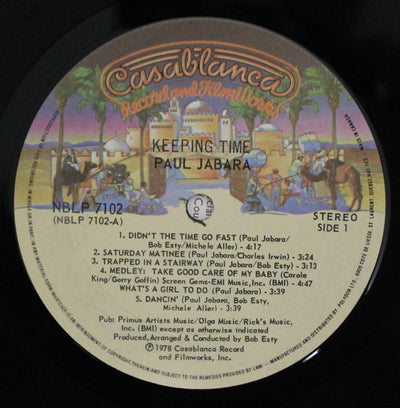 Casablanca
Record and FilmWorks
KEEPING TIME
PAUL JABARA
NBLP 7102
(NBLP 7102-A)
STEREO
SIDE 1
1. DIDN'T THE TIME GO FAST (Paul Jabara/
Bob Esty/Michele Aller) - 4:17
2. SATURDAY MATINEE (Paul Jabara/Charles Irwin) - 3:24
3. TRAPPED IN A STAIRWAY (Paul Jabara/Bob Esty) - 3:13
4. MEDLEY: TAKE GOOD CARE OF MY BABY (Carole
King/Gerry Goffin) Screen Gems-EMI Music,Inc. (BMI) - 4:47
WHAT'S A GIRL TO DO (Paul Jabara) - 3:39
5. DANCIN' (Paul Jabara, Bob Esty,
Michele Aller) - 3:39
Pub: Primus Artists Music/Olga Music/Rick's Music,
Inc. (BMI) except as otherwise indicated
Produced,Arranged & Conducted by Bob Esty
℗ 1978 Casablanca Record
and Filmworks, Inc.